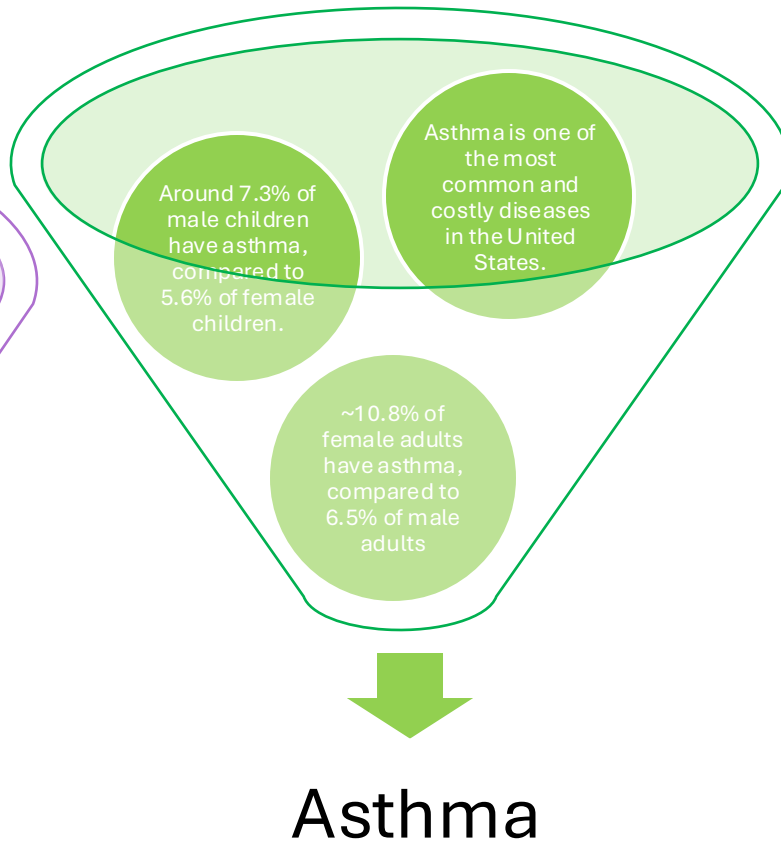 Around 7.3% of
male children
have asthma,
compared to
5.6% of female
children.
Asthma is one of
the most
common and
costly diseases
in the United
States.
~10.8% of
female adults
have asthma,
compared to
6.5% of male
adults
Asthma